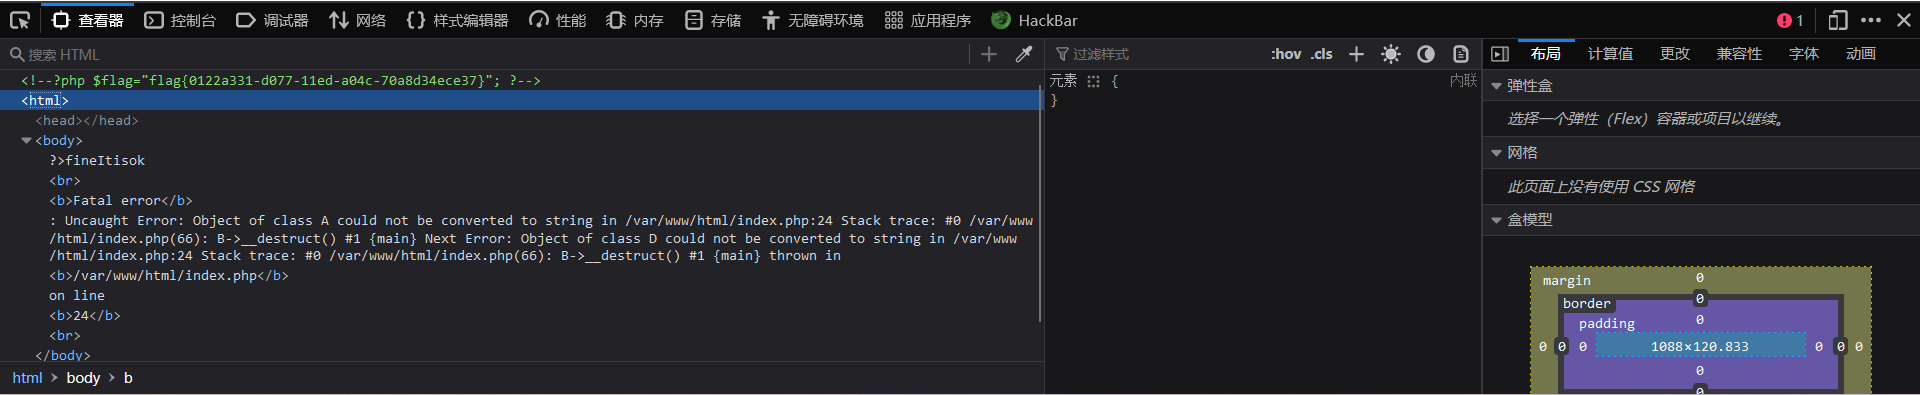 查看器 控制台 调试器 网络 样式编辑器 性能 内存 存储 无障碍环境 应用程序 HackBar 1
搜索 HTML
过滤样式 :hov .cls
布局 计算值 更改 兼容性 字体 动画
<!--?php $flag="flag{0122a331-d077-11ed-a04c-70a8d34ece37}"; ?-->
<html>
<head></head>
<body>
?>fineItisok
<br>
<b>Fatal error</b>
: Uncaught Error: Object of class A could not be converted to string in /var/www/html/index.php:24 Stack trace: #0 /var/www
/html/index.php(66): B->__destruct() #1 {main} Next Error: Object of class D could not be converted to string in /var/www
/html/index.php:24 Stack trace: #0 /var/www/html/index.php(66): B->__destruct() #1 {main} thrown in
<b>/var/www/html/index.php</b>
on line
<b>24</b>
<br>
</body>
html > body > b
元素 {
内联
}
弹性盒
选择一个弹性（Flex）容器或项目以继续。
网格
此页面上没有使用 CSS 网格
盒模型
margin 0
border 0
padding 0
0 0 0 1088×120.833 0 0 0
0
0